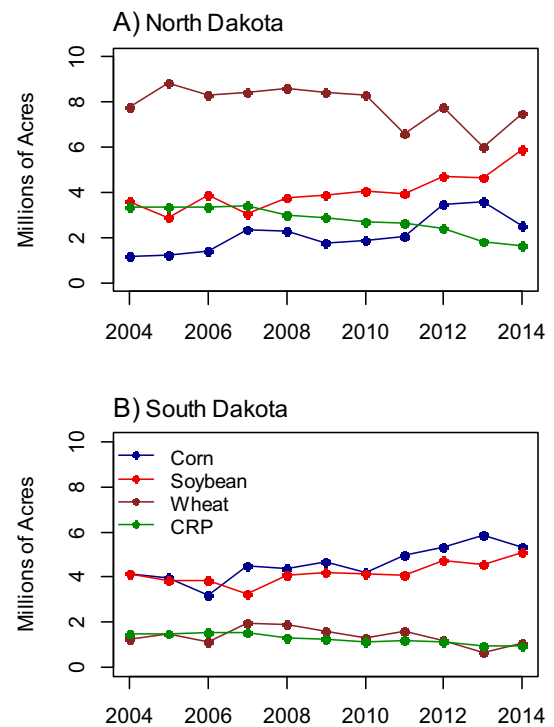 A) North Dakota
Millions of Acres
10
8
6
4
2
0
2004 2006 2008 2010 2012 2014
B) South Dakota
Millions of Acres
10
8
6
4
2
0
Corn
Soybean
Wheat
CRP
2004 2006 2008 2010 2012 2014